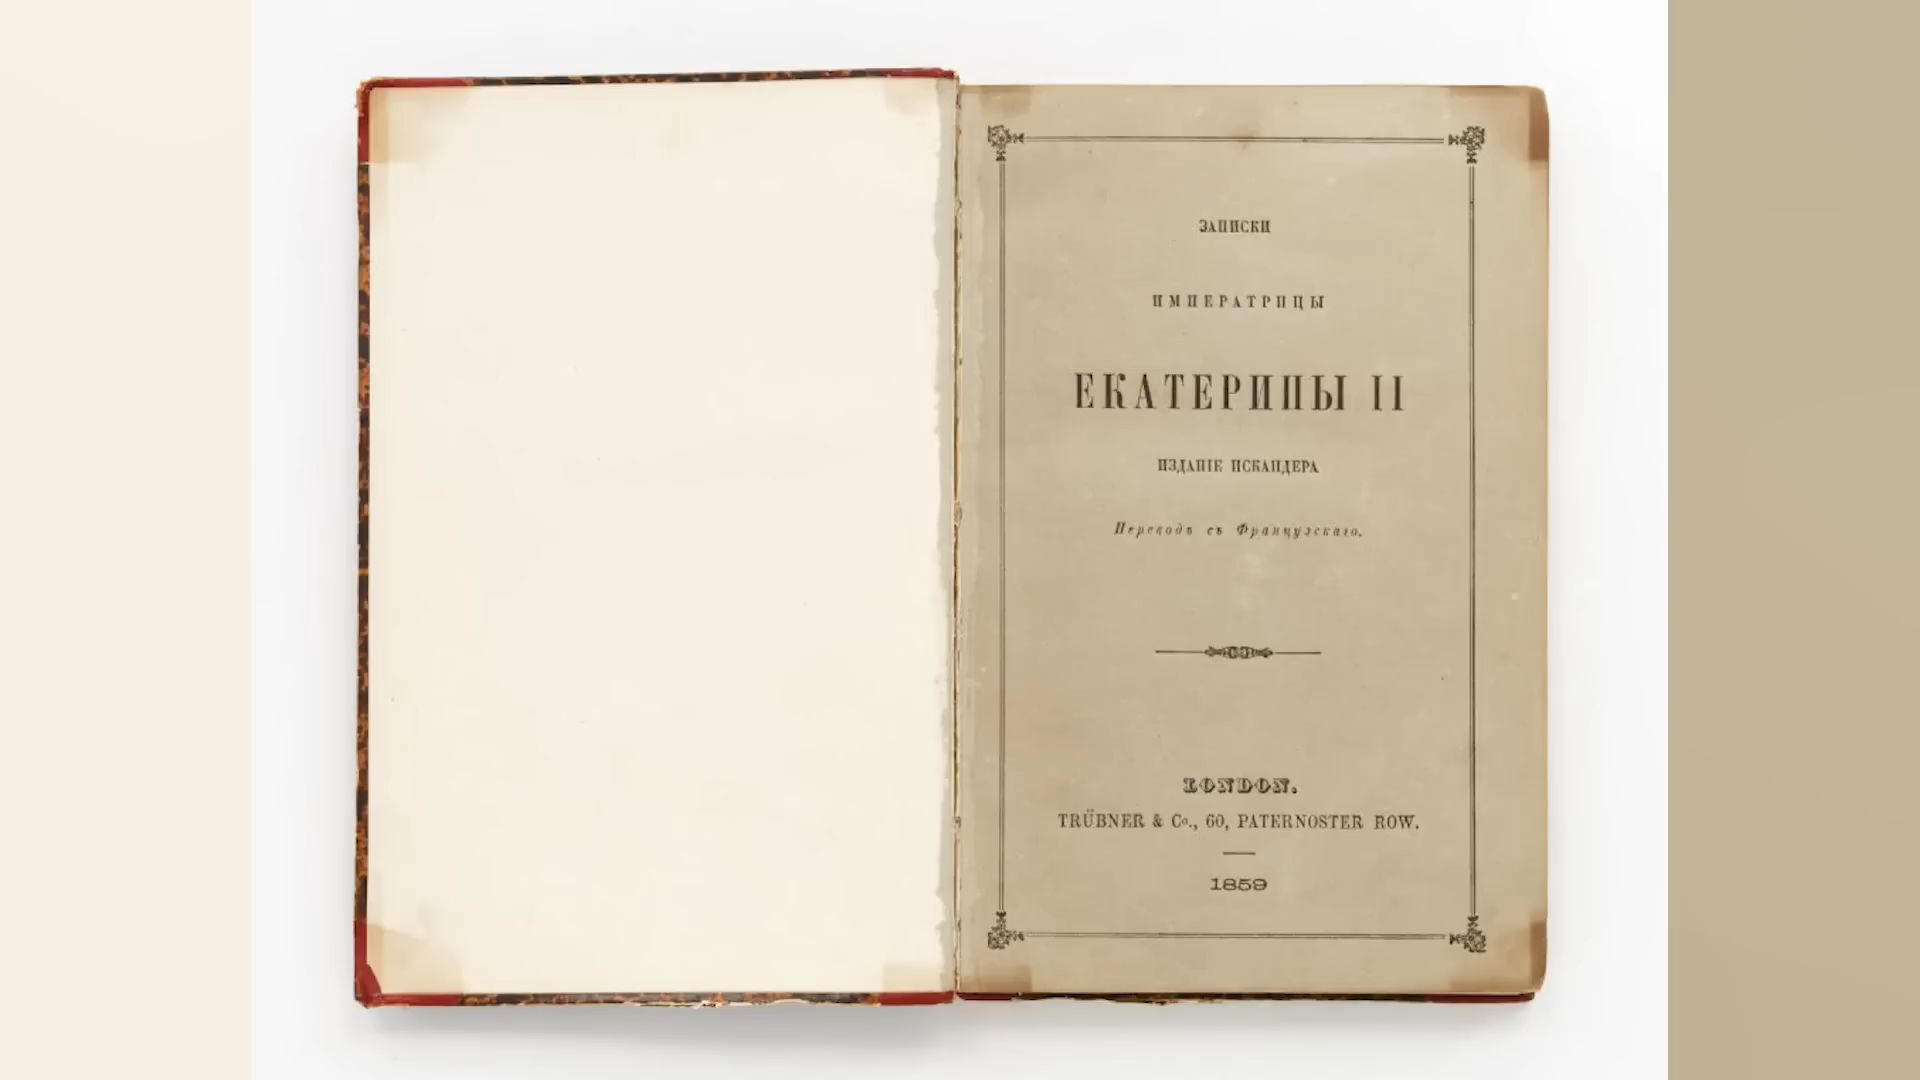 ЗАПИСКИ
ИМПЕРАТРИЦЫ
ЕКАТЕРИНЫ II
ИЗДАНІЕ ИСКАНДЕРА
Переводъ съ Французскаго.
LONDON.
TRÜBNER & Co., 60, PATERNOSTER ROW.
1859